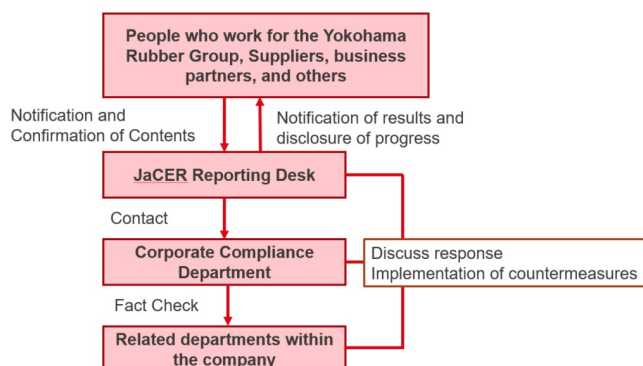 People who work for the Yokohama
Rubber Group, Suppliers, business
partners, and others
Notification and
Confirmation of Contents
Notification of results and
disclosure of progress
JaCER Reporting Desk
Contact
Corporate Compliance
Department
Discuss response
Implementation of countermeasures
Fact Check
Related departments within
the company